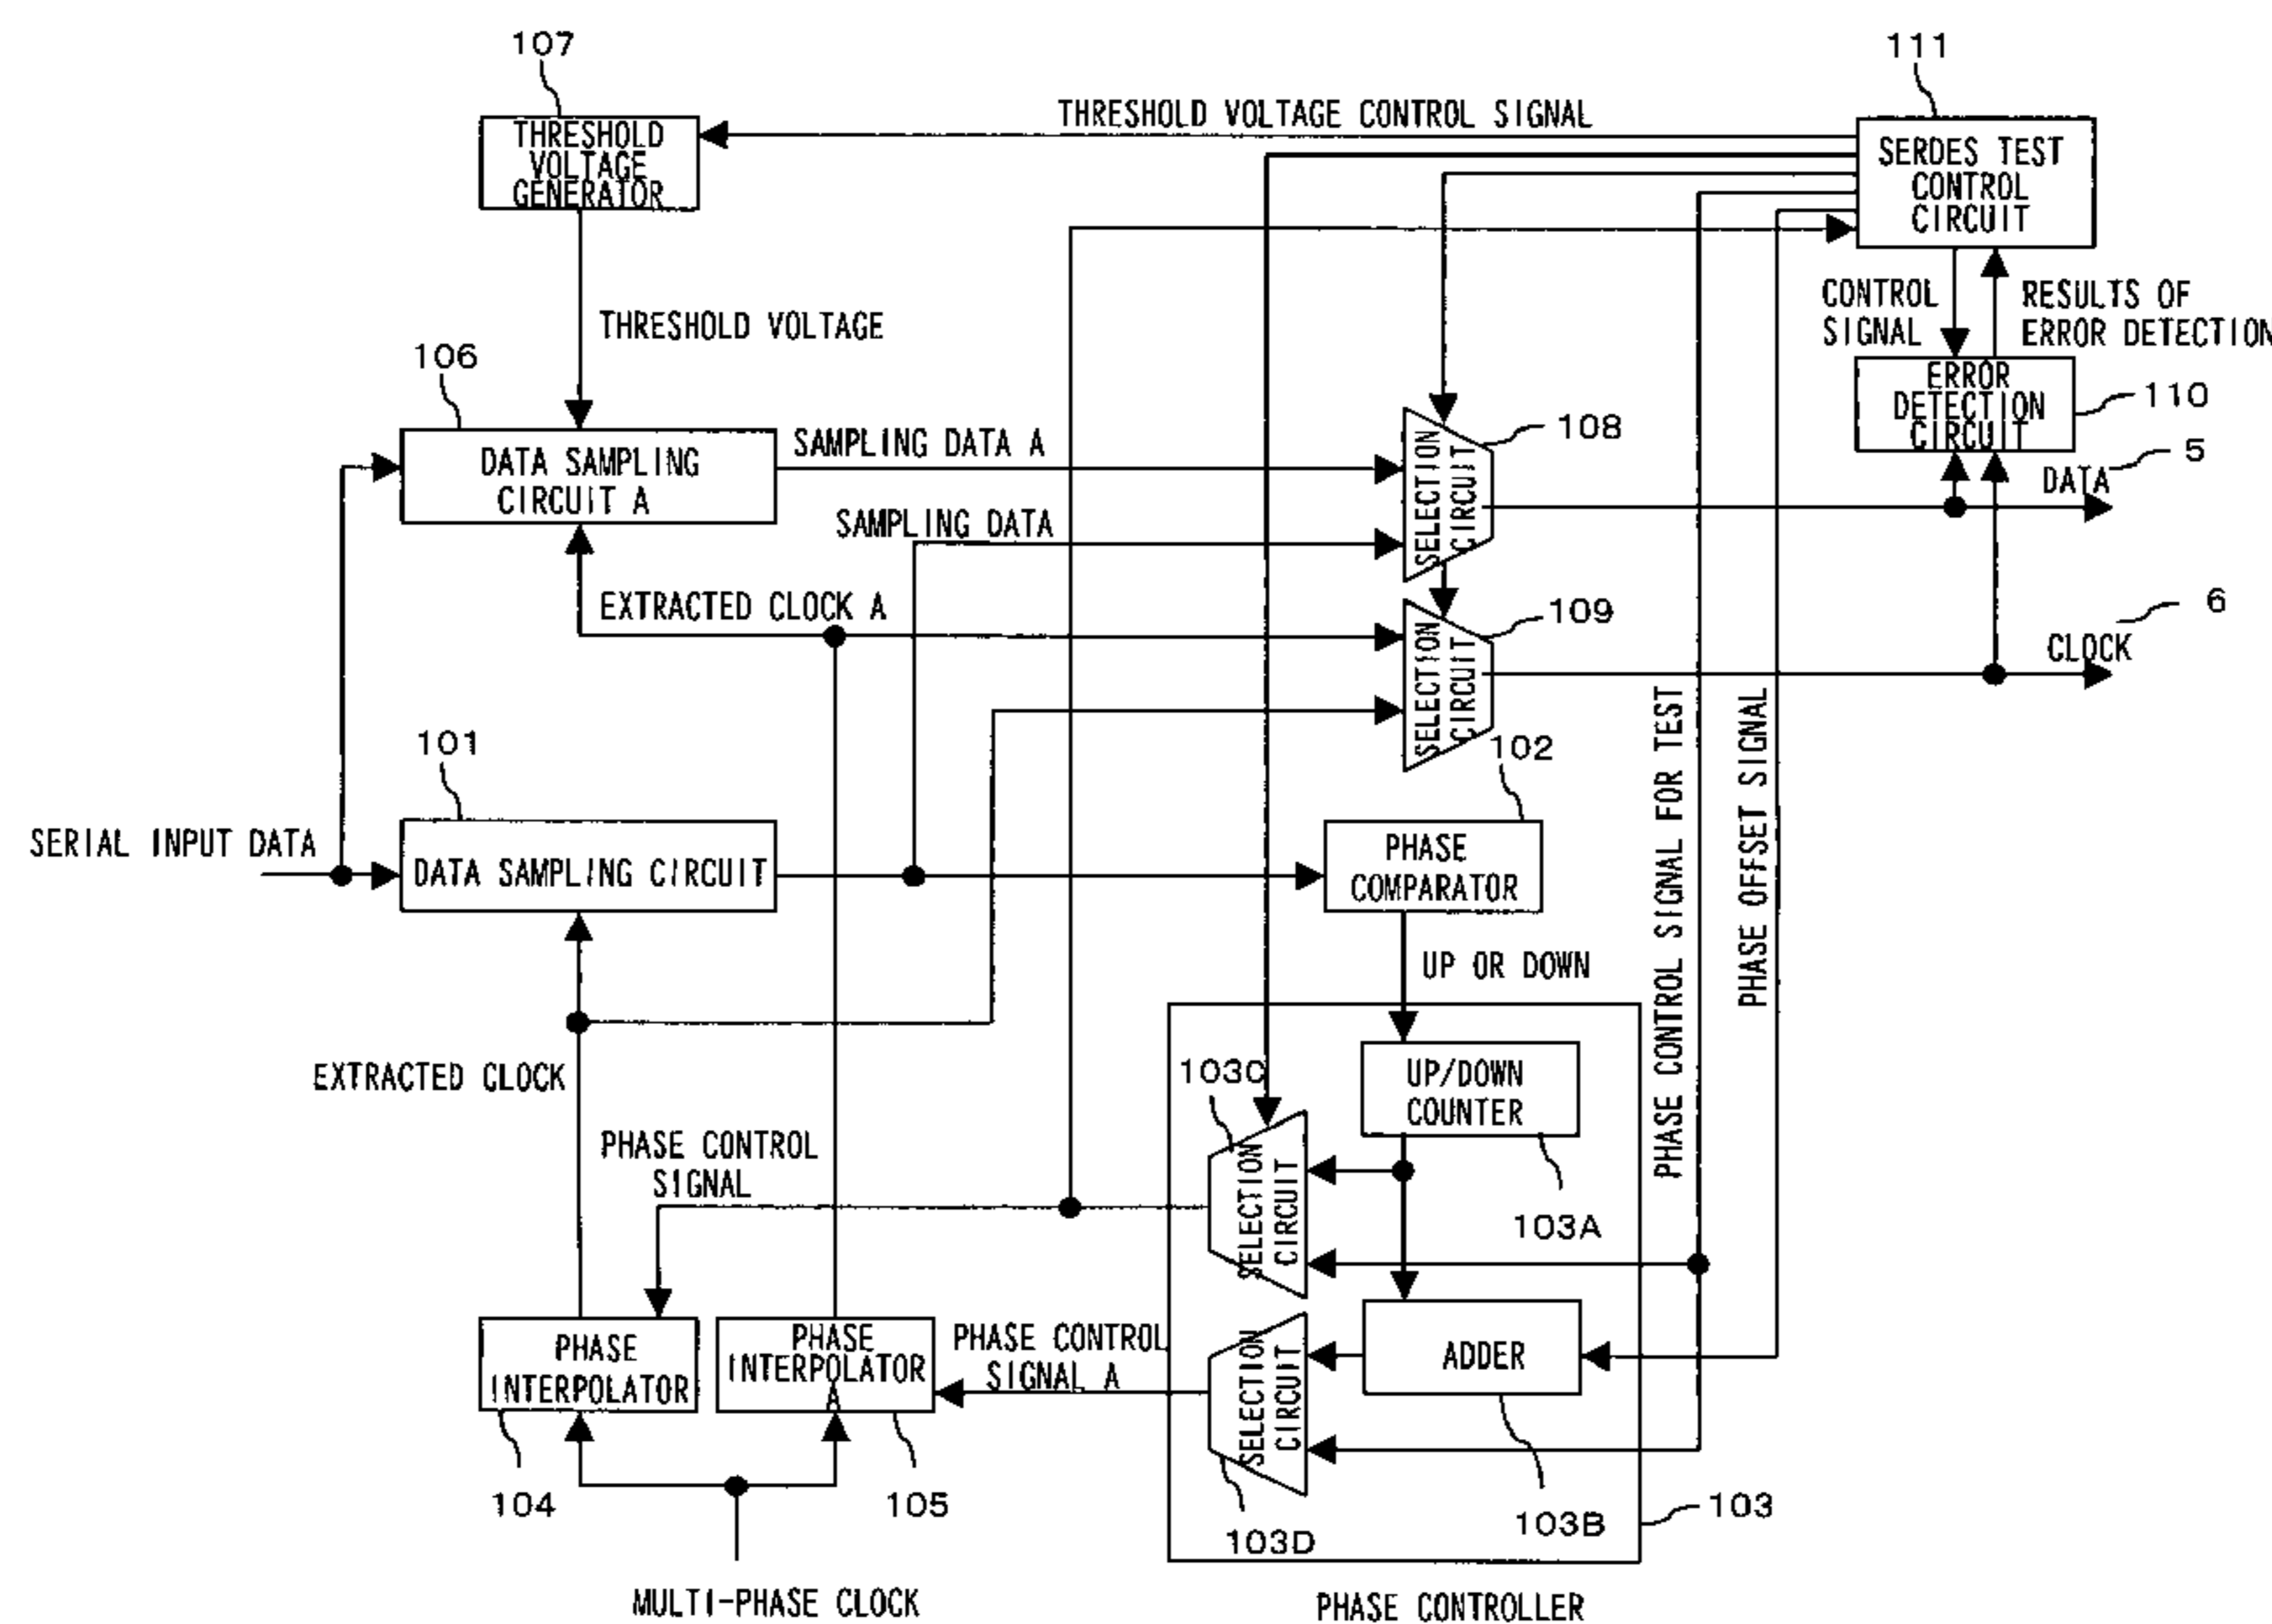 107
111
THRESHOLD VOLTAGE CONTROL SIGNAL
THRESHOLD
VOLTAGE
GENERATOR
SERDES TEST
CONTROL
CIRCUIT
THRESHOLD VOLTAGE
CONTROL
SIGNAL
RESULTS OF
ERROR DETECTION
106
ERROR
DETECTION
CIRCUIT
110
DATA SAMPLING
CIRCUIT A
SAMPLING DATA A
SELECTION
CIRCUIT
108
5
DATA
SAMPLING DATA
EXTRACTED CLOCK A
SELECTION
CIRCUIT
109
6
CLOCK
101
102
SERIAL INPUT DATA
DATA SAMPLING CIRCUIT
PHASE
COMPARATOR
PHASE CONTROL SIGNAL FOR TEST
PHASE OFFSET SIGNAL
UP OR DOWN
EXTRACTED CLOCK
103C
UP/DOWN
COUNTER
PHASE CONTROL
SIGNAL
SELECTION
CIRCUIT
103A
PHASE
INTERPOLATOR
PHASE
INTERPOLATOR
A
PHASE CONTROL
SIGNAL A
SELECTION
CIRCUIT
ADDER
104
105
103D
103B
103
MULTI-PHASE CLOCK
PHASE CONTROLLER